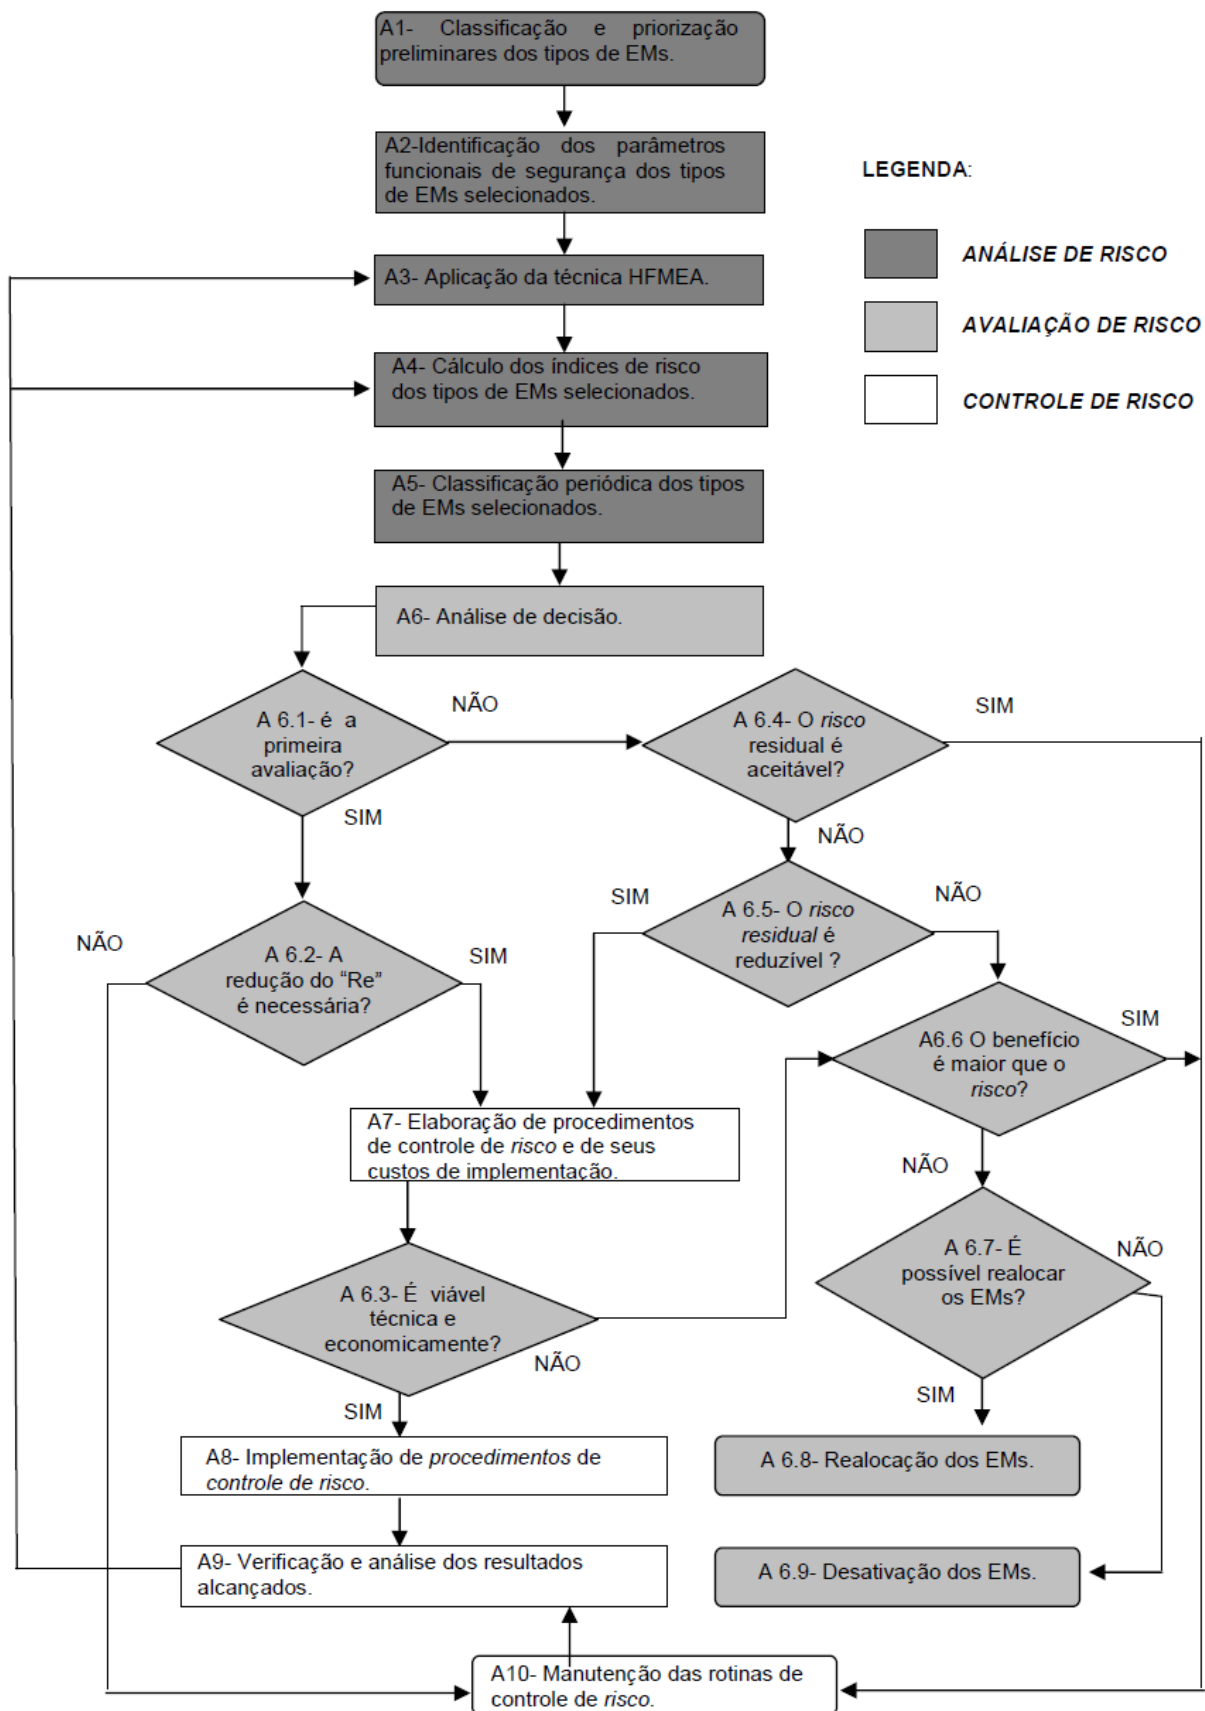 A1- Classificação e priorização
preliminares dos tipos de EMs.
A2-Identificação dos parâmetros
funcionais de segurança dos tipos
de EMs selecionados.
LEGENDA:
ANÁLISE DE RISCO
AVALIAÇÃO DE RISCO
CONTROLE DE RISCO
A3- Aplicação da técnica HFMEA.
A4- Cálculo dos índices de risco
dos tipos de EMs selecionados.
A5- Classificação periódica dos tipos
de EMs selecionados.
A6- Análise de decisão.
A 6.1- é a
primeira
avaliação?
NÃO
SIM
A 6.4- O risco
residual é
aceitável?
SIM
NÃO
A 6.2- A
redução do “Re”
é necessária?
NÃO
SIM
A 6.5- O risco
residual é
reduzível ?
SIM
NÃO
A6.6 O benefício
é maior que o
risco?
SIM
NÃO
A7- Elaboração de procedimentos
de controle de risco e de seus
custos de implementação.
A 6.3- É viável
técnica e
economicamente?
NÃO
SIM
A 6.7- É
possível realocar
os EMs?
NÃO
SIM
A8- Implementação de procedimentos de
controle de risco.
A 6.8- Realocação dos EMs.
A9- Verificação e análise dos resultados
alcançados.
A 6.9- Desativação dos EMs.
A10- Manutenção das rotinas de
controle de risco.